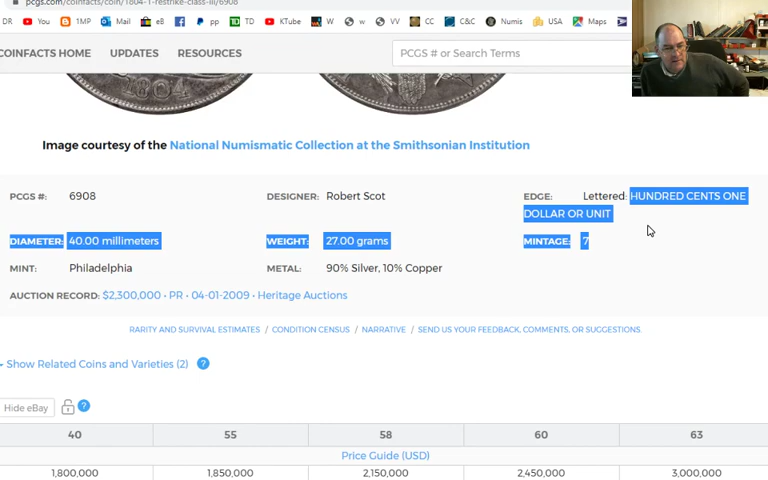 pcgs.com/coinfacts/coin/1804-1-restrike-class-iii/6908
DR You 1MP Mail eB pp TD KTube W w VV CC C&C Numis USA Maps
COINFACTS HOME UPDATES RESOURCES PCGS # or Search Terms
1804
Image courtesy of the National Numismatic Collection at the Smithsonian Institution
PCGS #: 6908 DESIGNER: Robert Scot EDGE: Lettered: HUNDRED CENTS ONE
DOLLAR OR UNIT
DIAMETER: 40.00 millimeters WEIGHT: 27.00 grams MINTAGE: 7
MINT: Philadelphia METAL: 90% Silver, 10% Copper
AUCTION RECORD: $2,300,000 • PR • 04-01-2009 • Heritage Auctions
RARITY AND SURVIVAL ESTIMATES / CONDITION CENSUS / NARRATIVE / SEND US YOUR FEEDBACK, COMMENTS, OR SUGGESTIONS.
Show Related Coins and Varieties (2) ?
Hide eBay ?
40 55 58 60 63
Price Guide (USD)
1,800,000 1,850,000 2,150,000 2,450,000 3,000,000